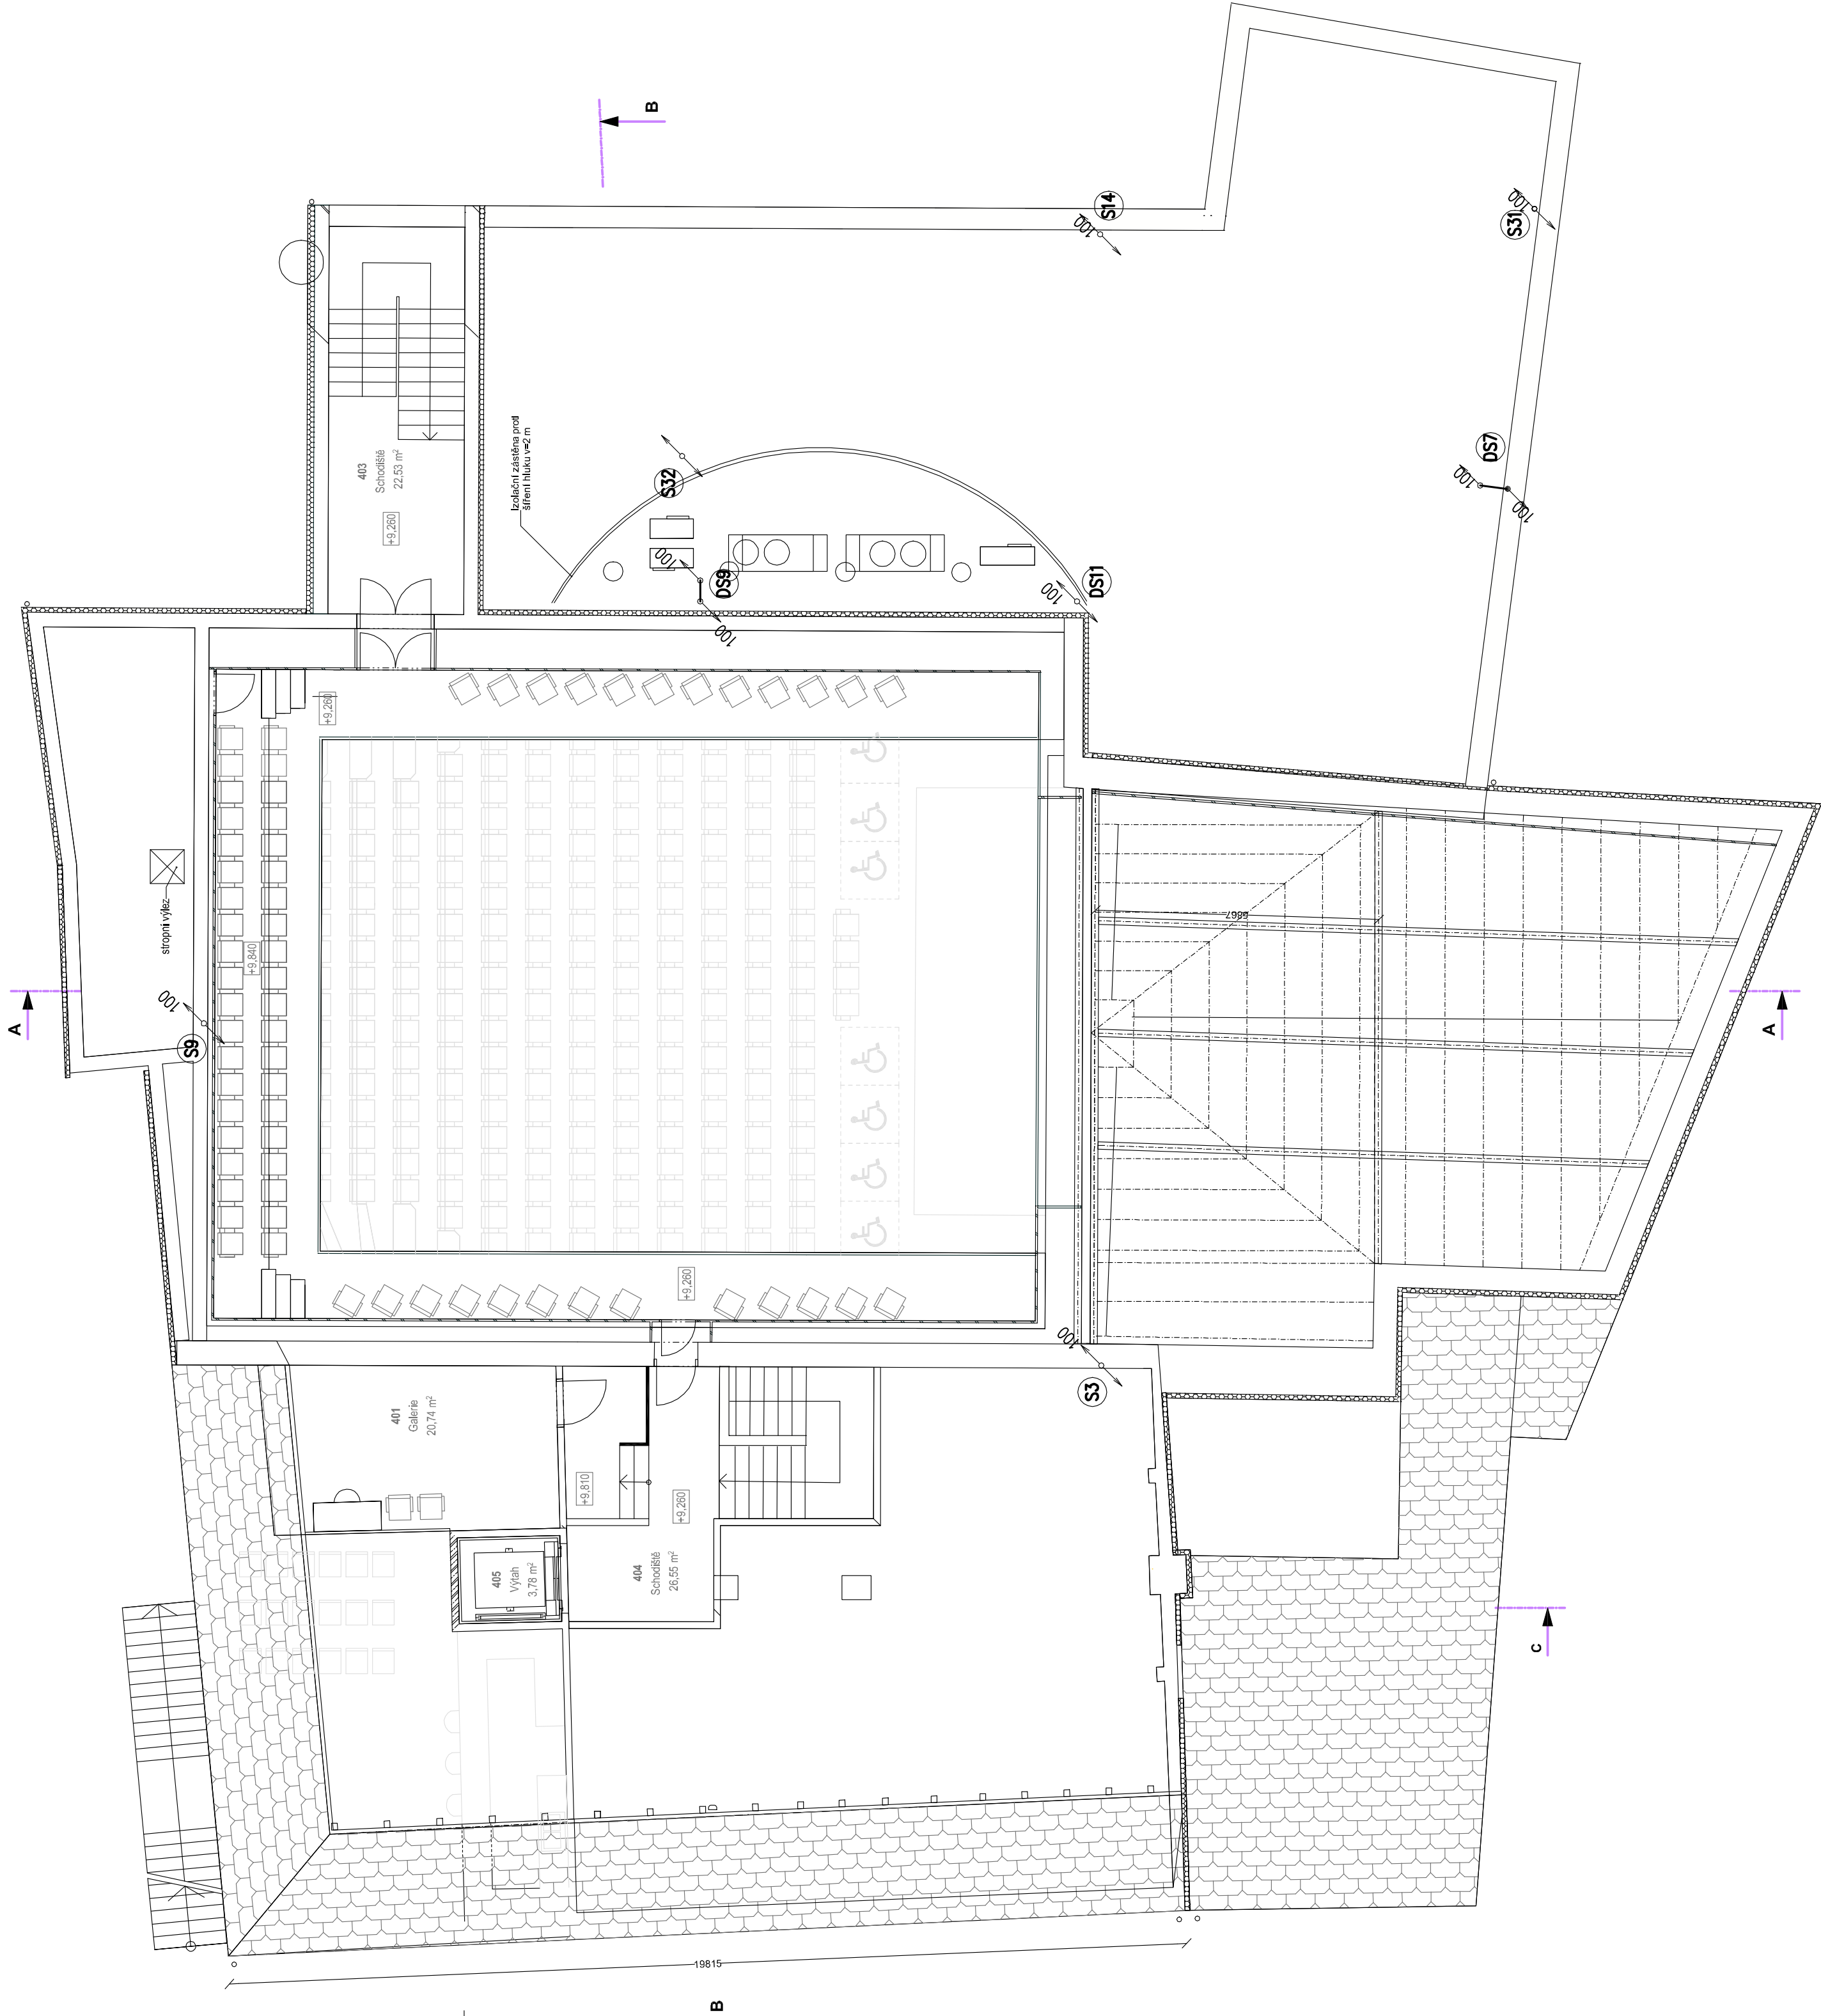 B
S14
100
S31
100
403
Schodiště
22,53 m²
+9,260
Izolační zástěna proti
šíření hluku v=2 m
S32
DS7
100
100
100
DS9
100
DS11
100
+9,260
stropní výlez
+9,840
6867
A
100
S9
A
+9,260
100
S3
401
Galerie
20,74 m²
+9,810
+9,260
405
Výtah
3,78 m²
404
Schodiště
26,55 m²
C
19815
B